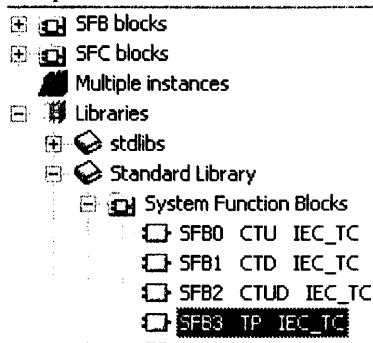 SFB blocks
SFC blocks
Multiple instances
Libraries
stdlibs
Standard Library
System Function Blocks
SFB0 CTU IEC_TC
SFB1 CTD IEC_TC
SFB2 CTUD IEC_TC
SFB3 TP IEC_TC